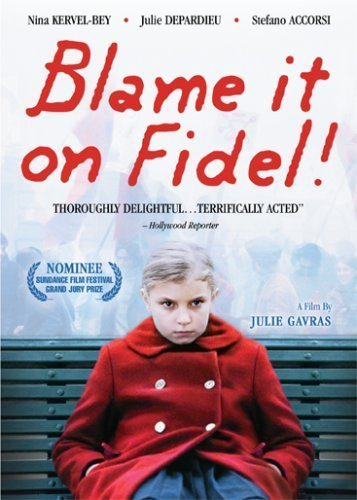 Nina KERVEL-BEY • Julie DEPARDIEU • Stefano ACCORSI
Blame it
on Fidel!
THOROUGHLY DELIGHTFUL...TERRIFICALLY ACTED"
–Hollywood Reporter
NOMINEE
SUNDANCE FILM FESTIVAL
GRAND JURY PRIZE
A Film By
JULIE GAVRAS